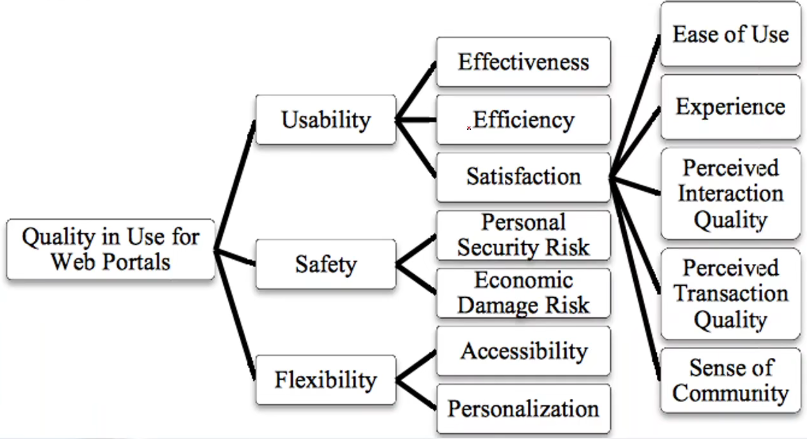 Quality in Use for
Web Portals
Usability
Safety
Flexibility
Effectiveness
Efficiency
Satisfaction
Personal
Security Risk
Economic
Damage Risk
Accessibility
Personalization
Ease of Use
Experience
Perceived
Interaction
Quality
Perceived
Transaction
Quality
Sense of
Community